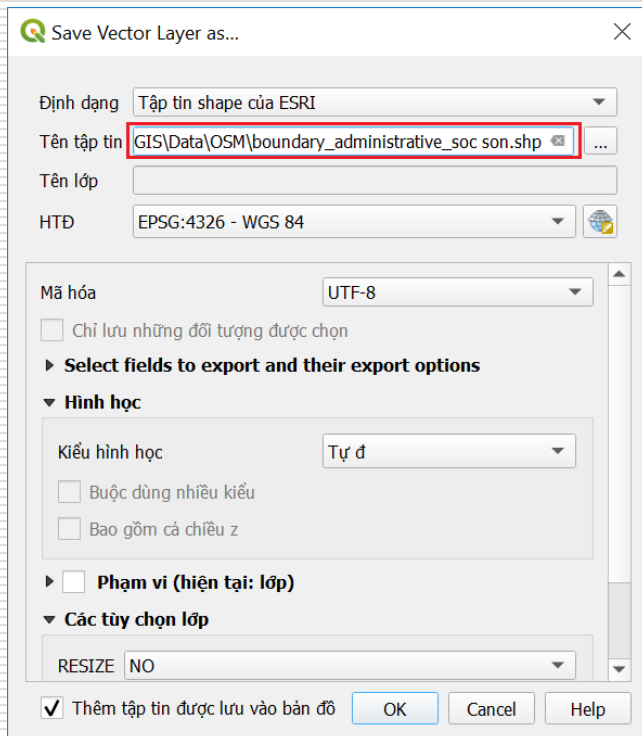 Save Vector Layer as...
Định dạng Tập tin shape của ESRI
Tên tập tin GIS\Data\OSM\boundary_administrative_soc son.shp ...
Tên lớp
HTĐ EPSG:4326 - WGS 84
Mã hóa UTF-8
Chỉ lưu những đối tượng được chọn
Select fields to export and their export options
Hình học
Kiểu hình học Tự đ
Buộc dùng nhiều kiểu
Bao gồm cả chiều z
Phạm vi (hiện tại: lớp)
Các tùy chọn lớp
RESIZE NO
Thêm tập tin được lưu vào bản đồ OK Cancel Help